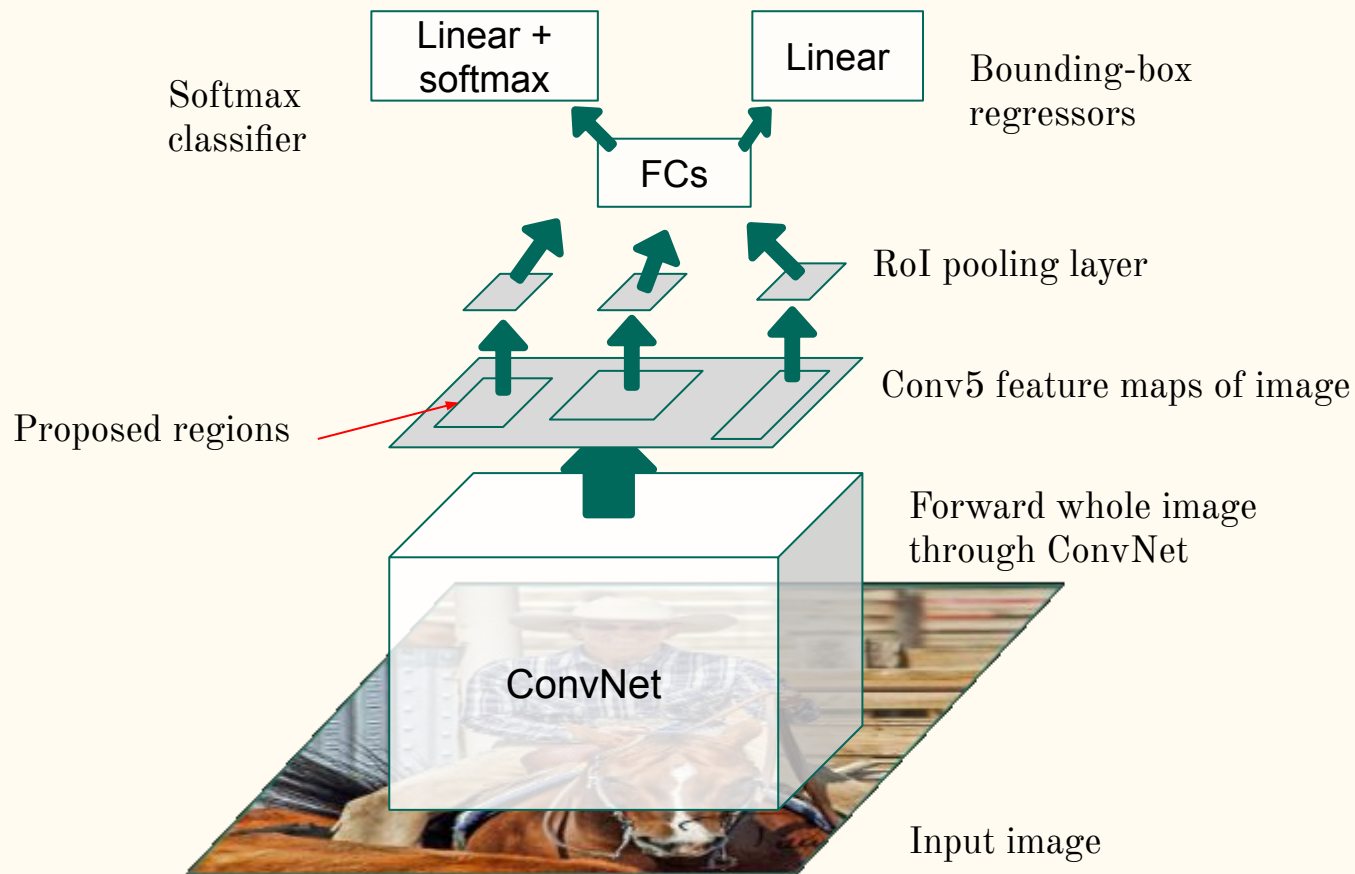 Linear +
softmax
Linear
Softmax
classifier
Bounding-box
regressors
FCs
RoI pooling layer
Conv5 feature maps of image
Proposed regions
Forward whole image
through ConvNet
ConvNet
Input image